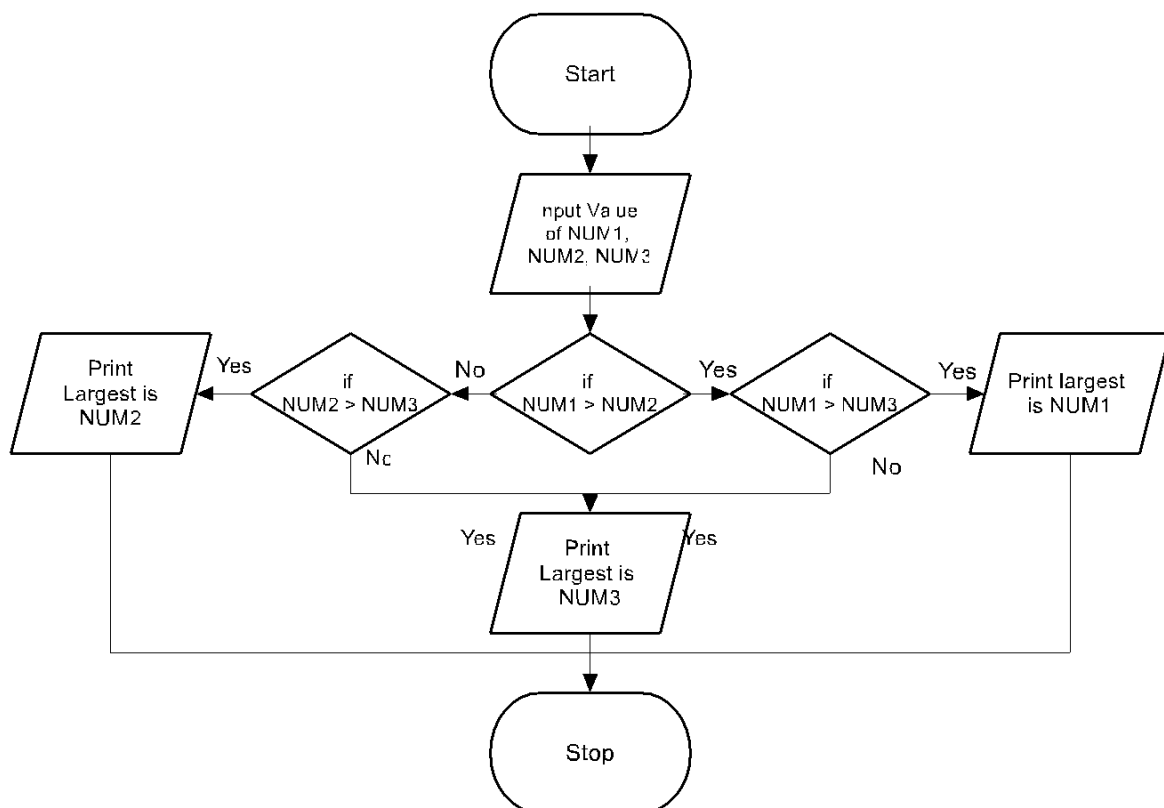 Start
nput Va ue
of NUM1,
NUM2, NUM3
Print
Largest is
NUM2
Yes
if
NUM2 > NUM3
No
if
NUM1 > NUM2
Yes
if
NUM1 > NUM3
Yes
Print largest
is NUM1
No
No
Yes
Print
Largest is
NUM3
Yes
Stop